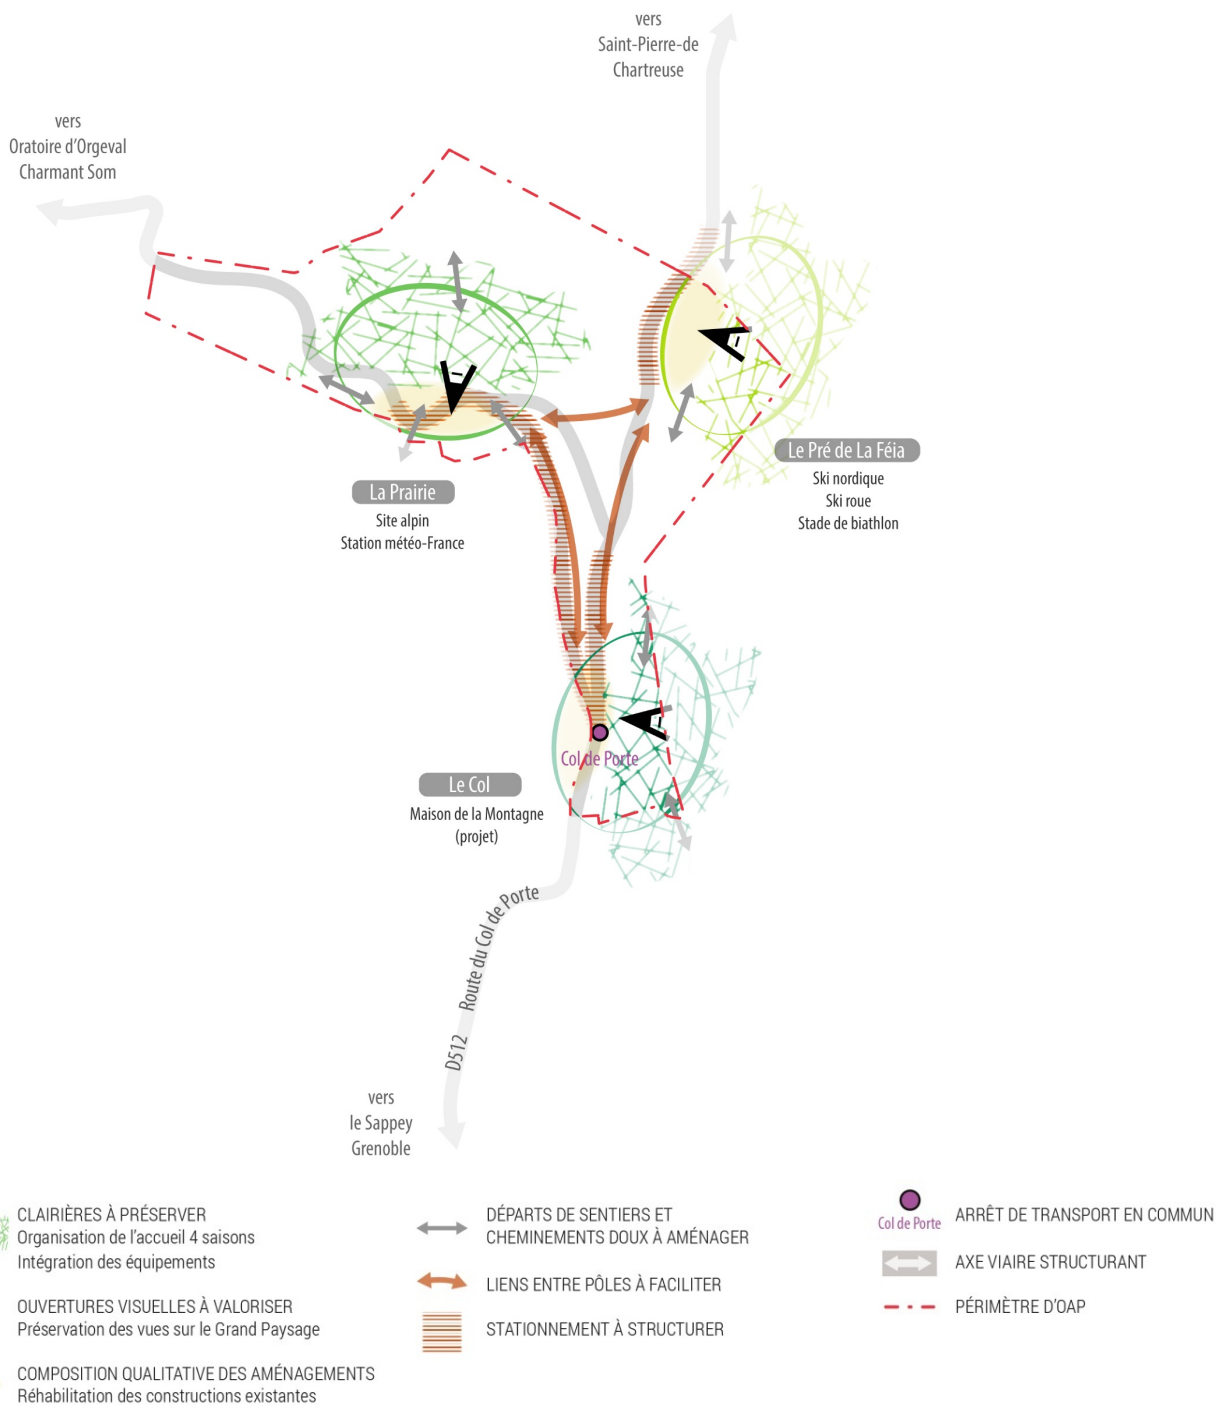 vers
Saint-Pierre-de
Chartreuse
vers
Oratoire d'Orgeval
Charmant Som
Le Pré de La Féia
Ski nordique
Ski roue
Stade de biathlon
La Prairie
Site alpin
Station météo-France
Col de Porte
Le Col
Maison de la Montagne
(projet)
Route du Col de Porte
D512
vers
le Sappey
Grenoble
CLAIRIÈRES À PRÉSERVER
Organisation de l'accueil 4 saisons
Intégration des équipements
OUVERTURES VISUELLES À VALORISER
Préservation des vues sur le Grand Paysage
COMPOSITION QUALITATIVE DES AMÉNAGEMENTS
Réhabilitation des constructions existantes
DÉPARTS DE SENTIERS ET
CHEMINEMENTS DOUX À AMÉNAGER
LIENS ENTRE PÔLES À FACILITER
STATIONNEMENT À STRUCTURER
Col de Porte
ARRÊT DE TRANSPORT EN COMMUN
AXE VIAIRE STRUCTURANT
PÉRIMÈTRE D'OAP